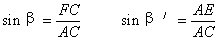 sin β = FC/AC  sin β ′ = AE/AC